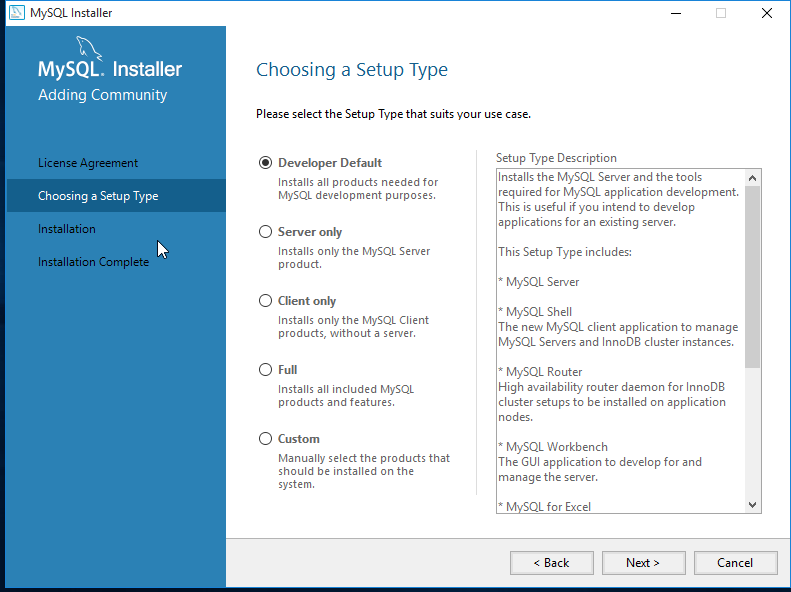 MySQL Installer
MySQL. Installer
Adding Community
License Agreement
Choosing a Setup Type
Installation
Installation Complete
Choosing a Setup Type
Please select the Setup Type that suits your use case.
Developer Default
Installs all products needed for
MySQL development purposes.
Server only
Installs only the MySQL Server
product.
Client only
Installs only the MySQL Client
products, without a server.
Full
Installs all included MySQL
products and features.
Custom
Manually select the products that
should be installed on the
system.
Setup Type Description
Installs the MySQL Server and the tools
required for MySQL application development.
This is useful if you intend to develop
applications for an existing server.
This Setup Type includes:
* MySQL Server
* MySQL Shell
The new MySQL client application to manage
MySQL Servers and InnoDB cluster instances.
* MySQL Router
High availability router daemon for InnoDB
cluster setups to be installed on application
nodes.
* MySQL Workbench
The GUI application to develop for and
manage the server.
* MySQL for Excel
< Back
Next >
Cancel